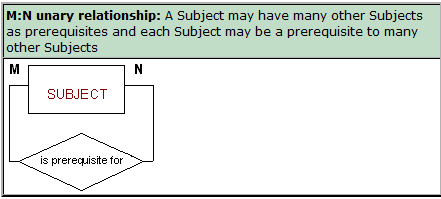 M:N unary relationship: A Subject may have many other Subjects
as prerequisites and each Subject may be a prerequisite to many
other Subjects
M N
SUBJECT
is prerequisite for